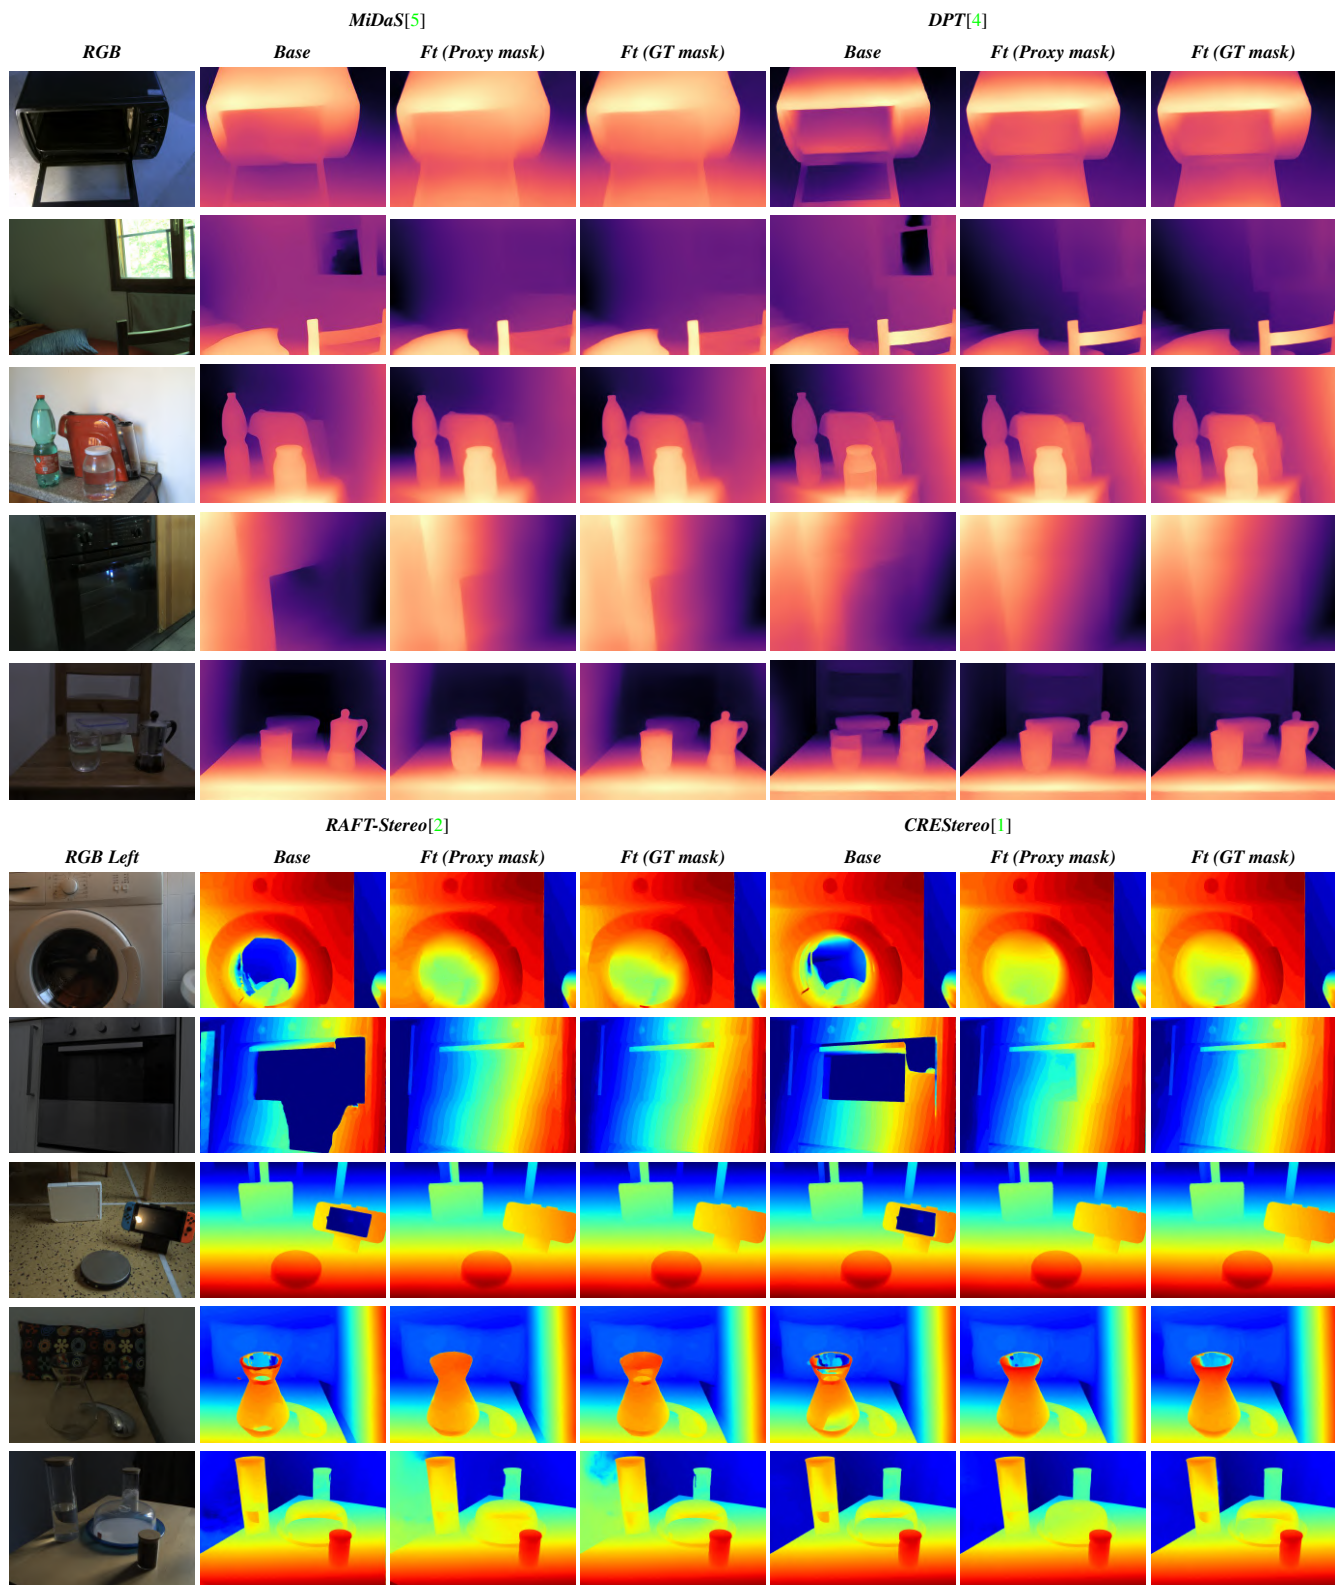 MiDaS[5] DPT[4]
RGB Base Ft (Proxy mask) Ft (GT mask) Base Ft (Proxy mask) Ft (GT mask)
RAFT-Stereo[2] CREStereo[1]
RGB Left Base Ft (Proxy mask) Ft (GT mask) Base Ft (Proxy mask) Ft (GT mask)